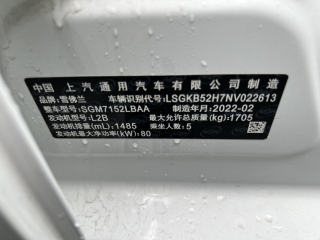 中国 上汽通用汽车有限公司制造
品牌:雪佛兰 车辆识别代号:LSGKB52H7NV022613
整车型号:SGM7152LBAA 制造年月:2022-02
发动机型号:L2B 最大允许总质量(kg):1705
发动机排量(mL):1485 乘坐人数:5
发动机最大净功率(kW):80